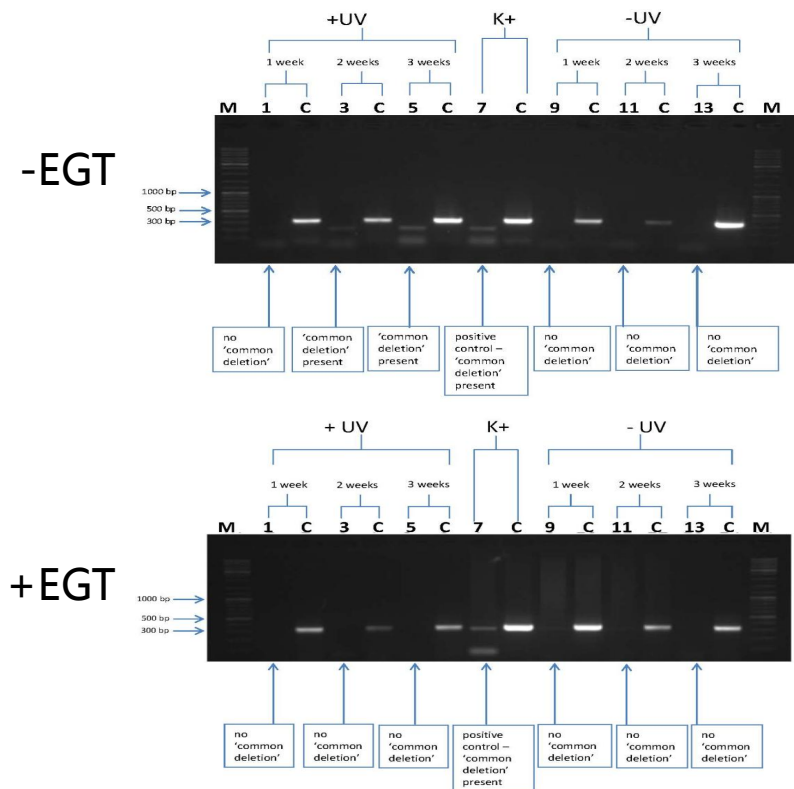 +UV K+ -UV
1 week 2 weeks 3 weeks 1 week 2 weeks 3 weeks
M 1 C 3 C 5 C 7 C 9 C 11 C 13 C M
-EGT
1000 bp
500 bp
300 bp
no
‘common
deletion’
‘common
deletion’
present
‘common
deletion’
present
positive
control –
‘common
deletion’
present
no
‘common
deletion’
no
‘common
deletion’
no
‘common
deletion’
+ UV K+ - UV
1 week 2 weeks 3 weeks 1 week 2 weeks 3 weeks
M 1 C 3 C 5 C 7 C 9 C 11 C 13 C M
+EGT
1000 bp
500 bp
300 bp
no
‘common
deletion’
no
‘common
deletion’
no
‘common
deletion’
positive
control –
‘common
deletion’
present
no
‘common
deletion’
no
‘common
deletion’
no
‘common
deletion’